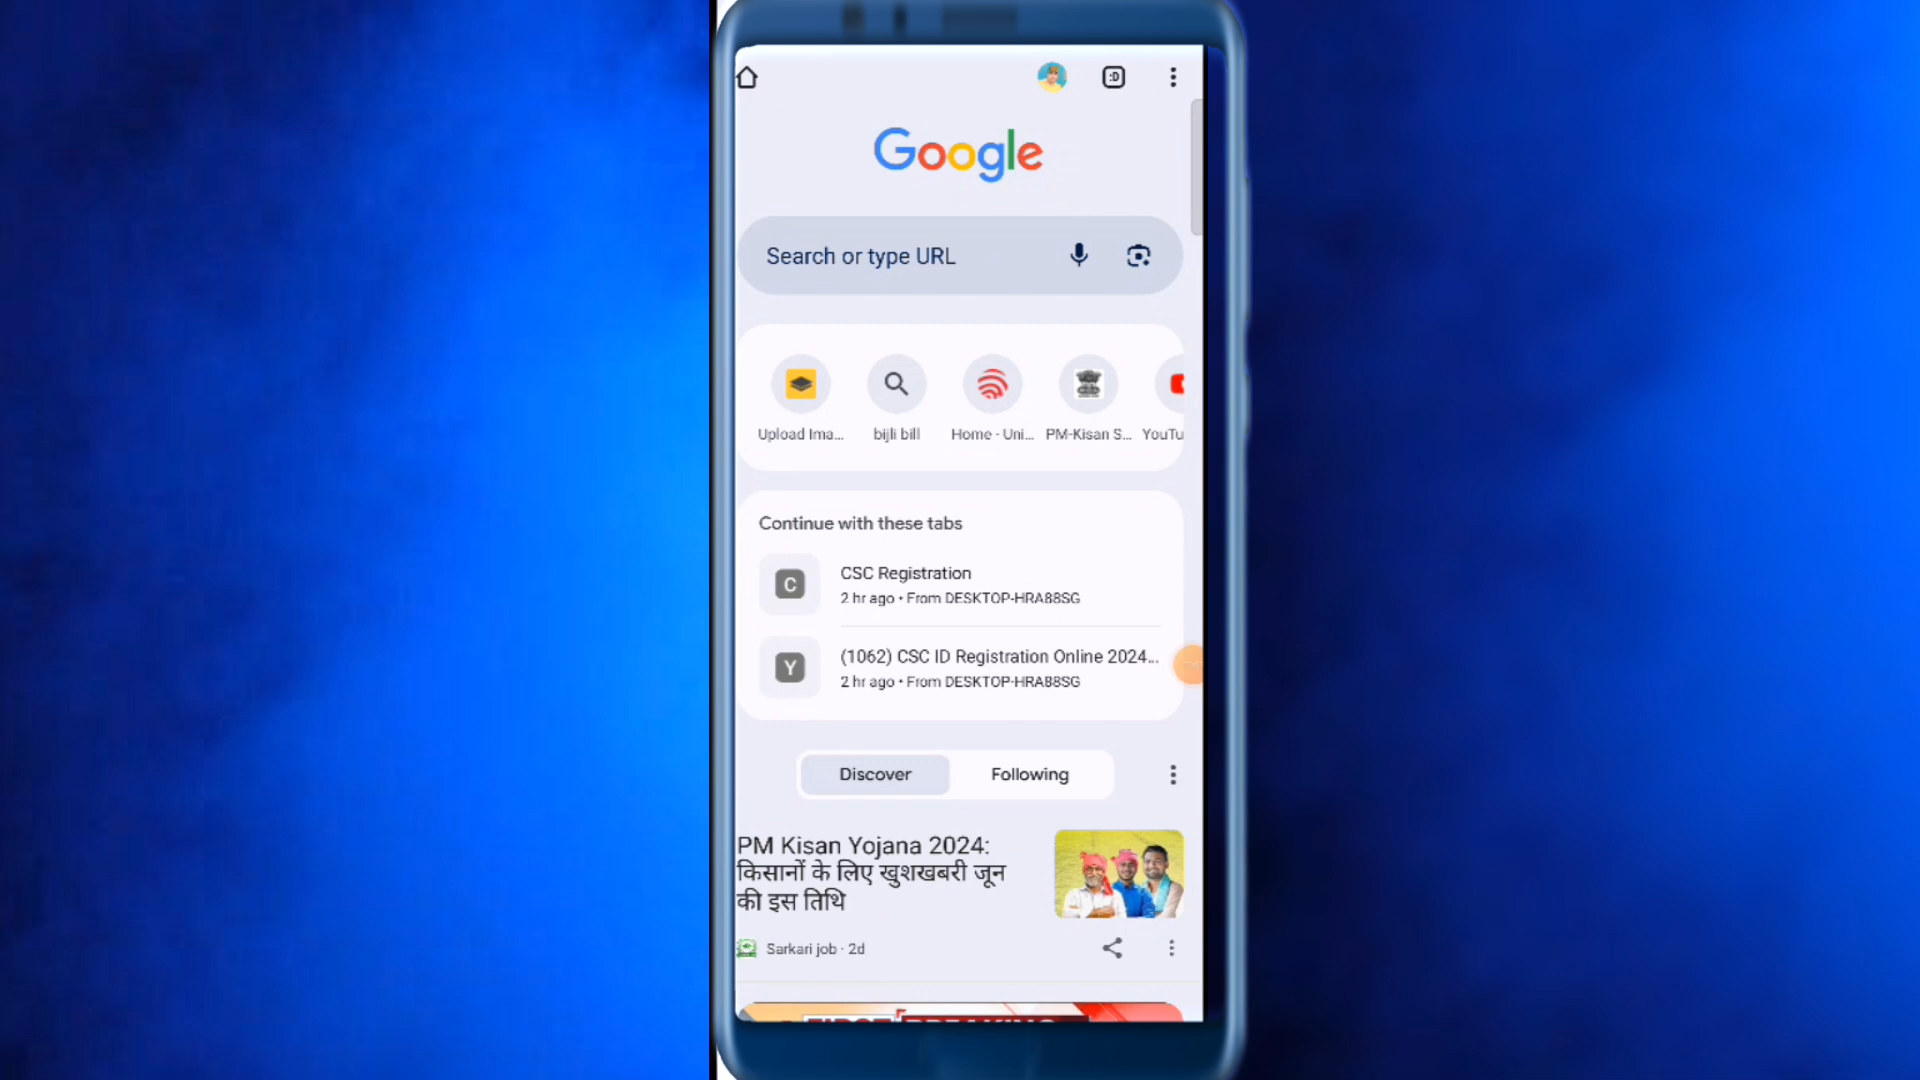 :D
Google
Search or type URL
Upload Ima...
bijli bill
Home - Uni...
PM-Kisan S...
YouTu
Continue with these tabs
C
CSC Registration
2 hr ago • From DESKTOP-HRA88SG
Y
(1062) CSC ID Registration Online 2024...
2 hr ago • From DESKTOP-HRA88SG
Discover
Following
PM Kisan Yojana 2024:
किसानों के लिए खुशखबरी जून
की इस तिथि
Sarkari job · 2d
FIRST BREAKING